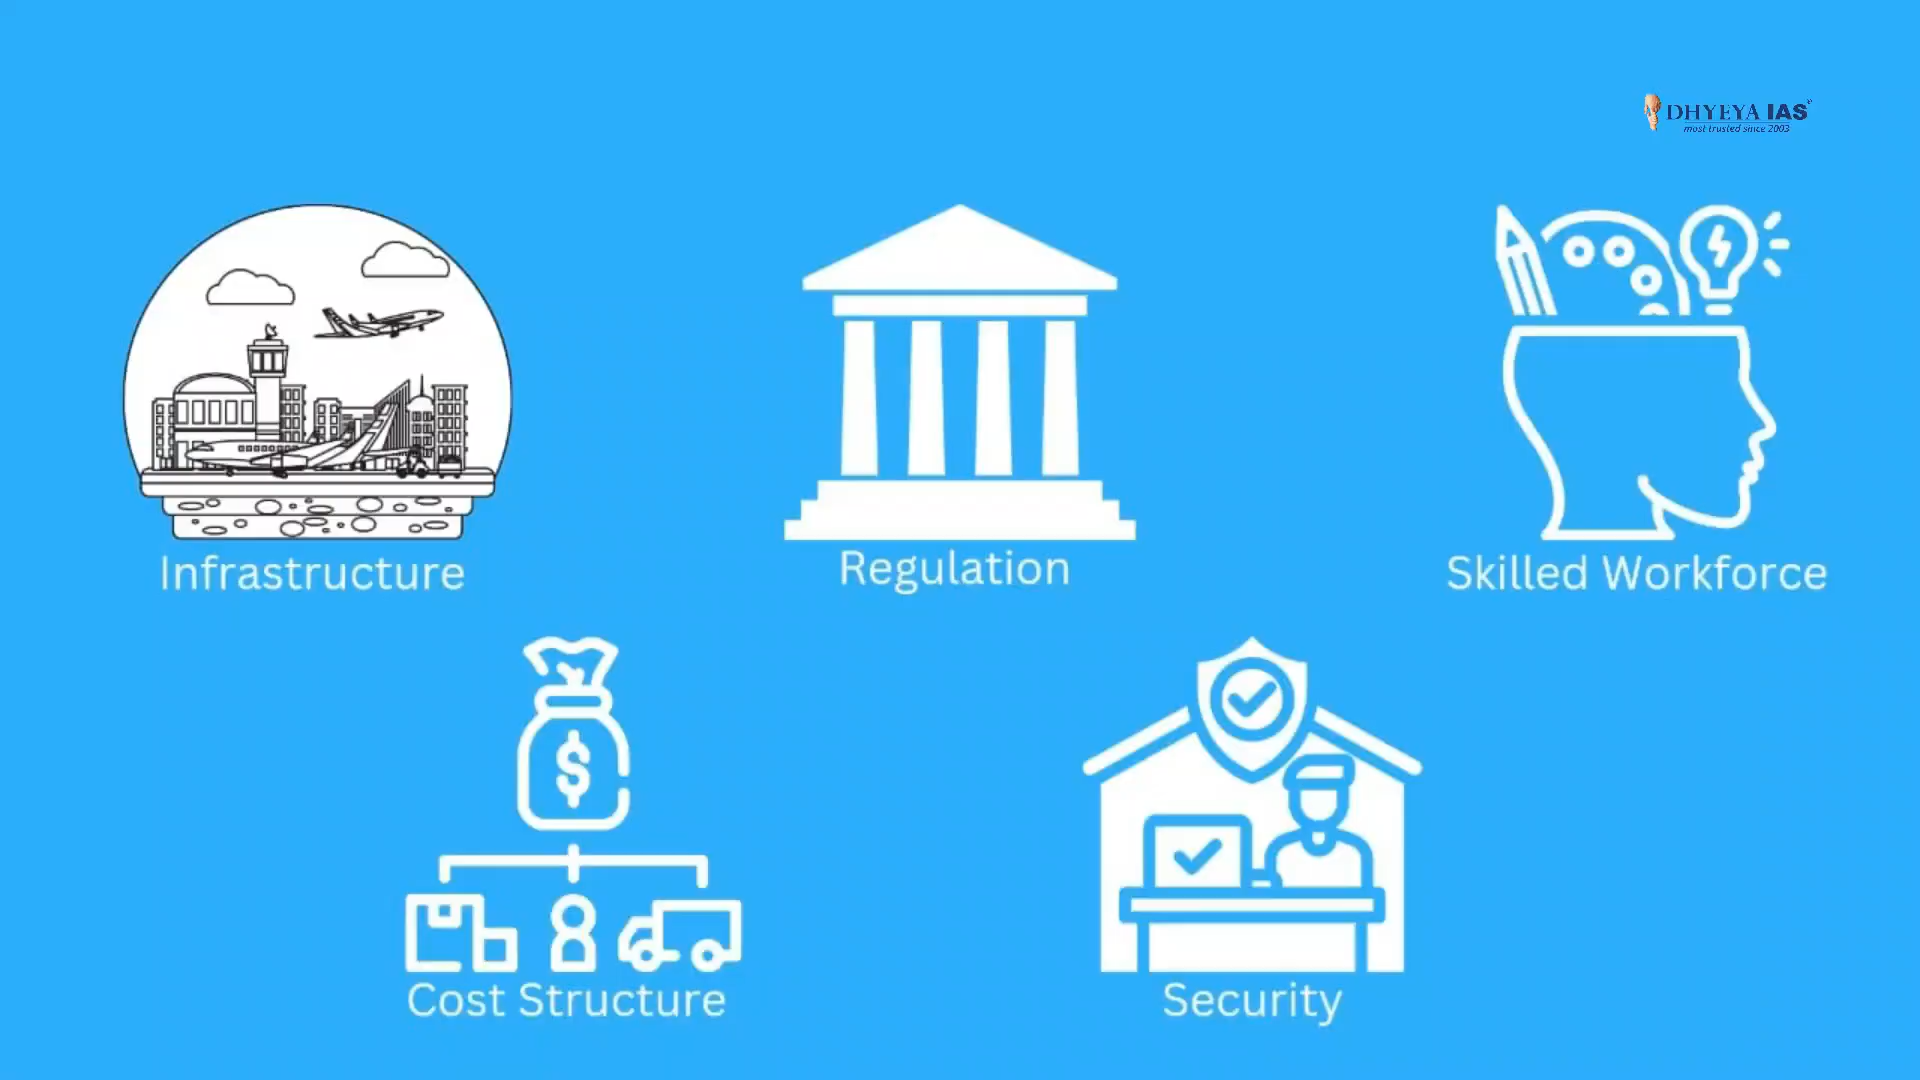 DHYEYA IAS®
most trusted since 2003
Infrastructure
Regulation
Skilled Workforce
$
Cost Structure
Security